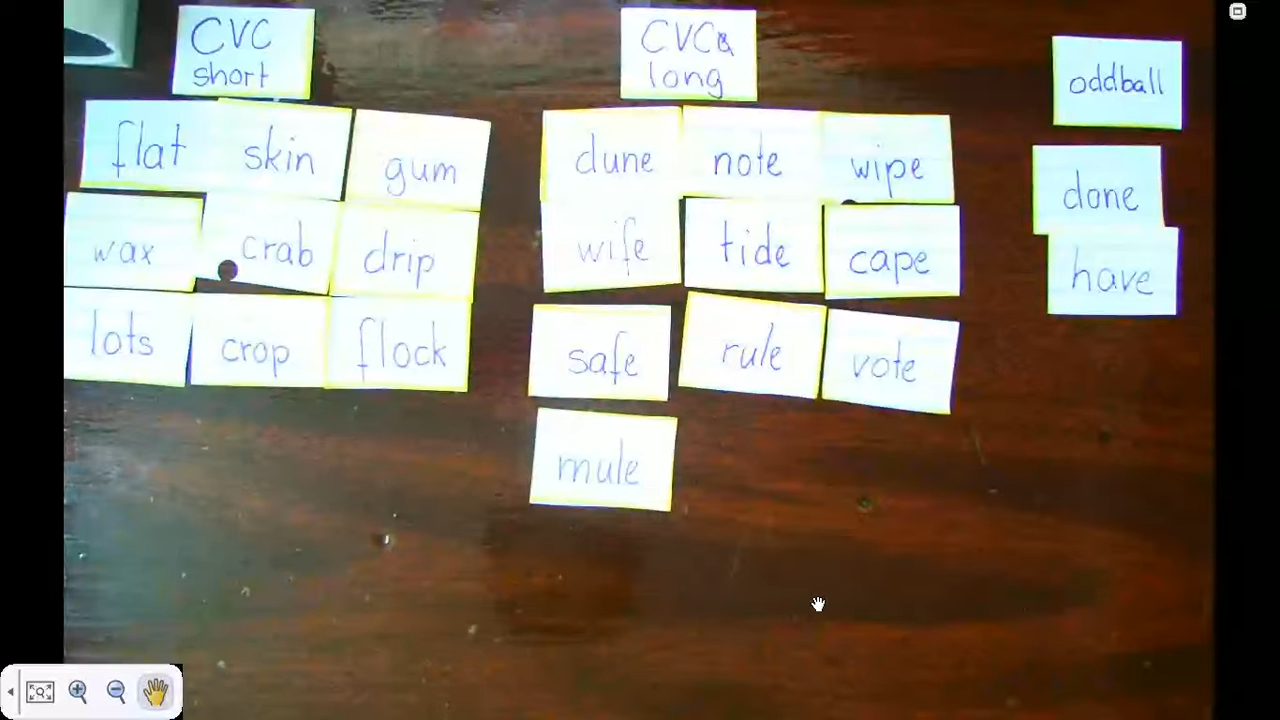 CVC
short
CVCe
long
oddball
flat
skin
gum
dune
note
wipe
done
wax
crab
drip
wife
tide
cape
have
lots
crop
flock
safe
rule
vote
mule